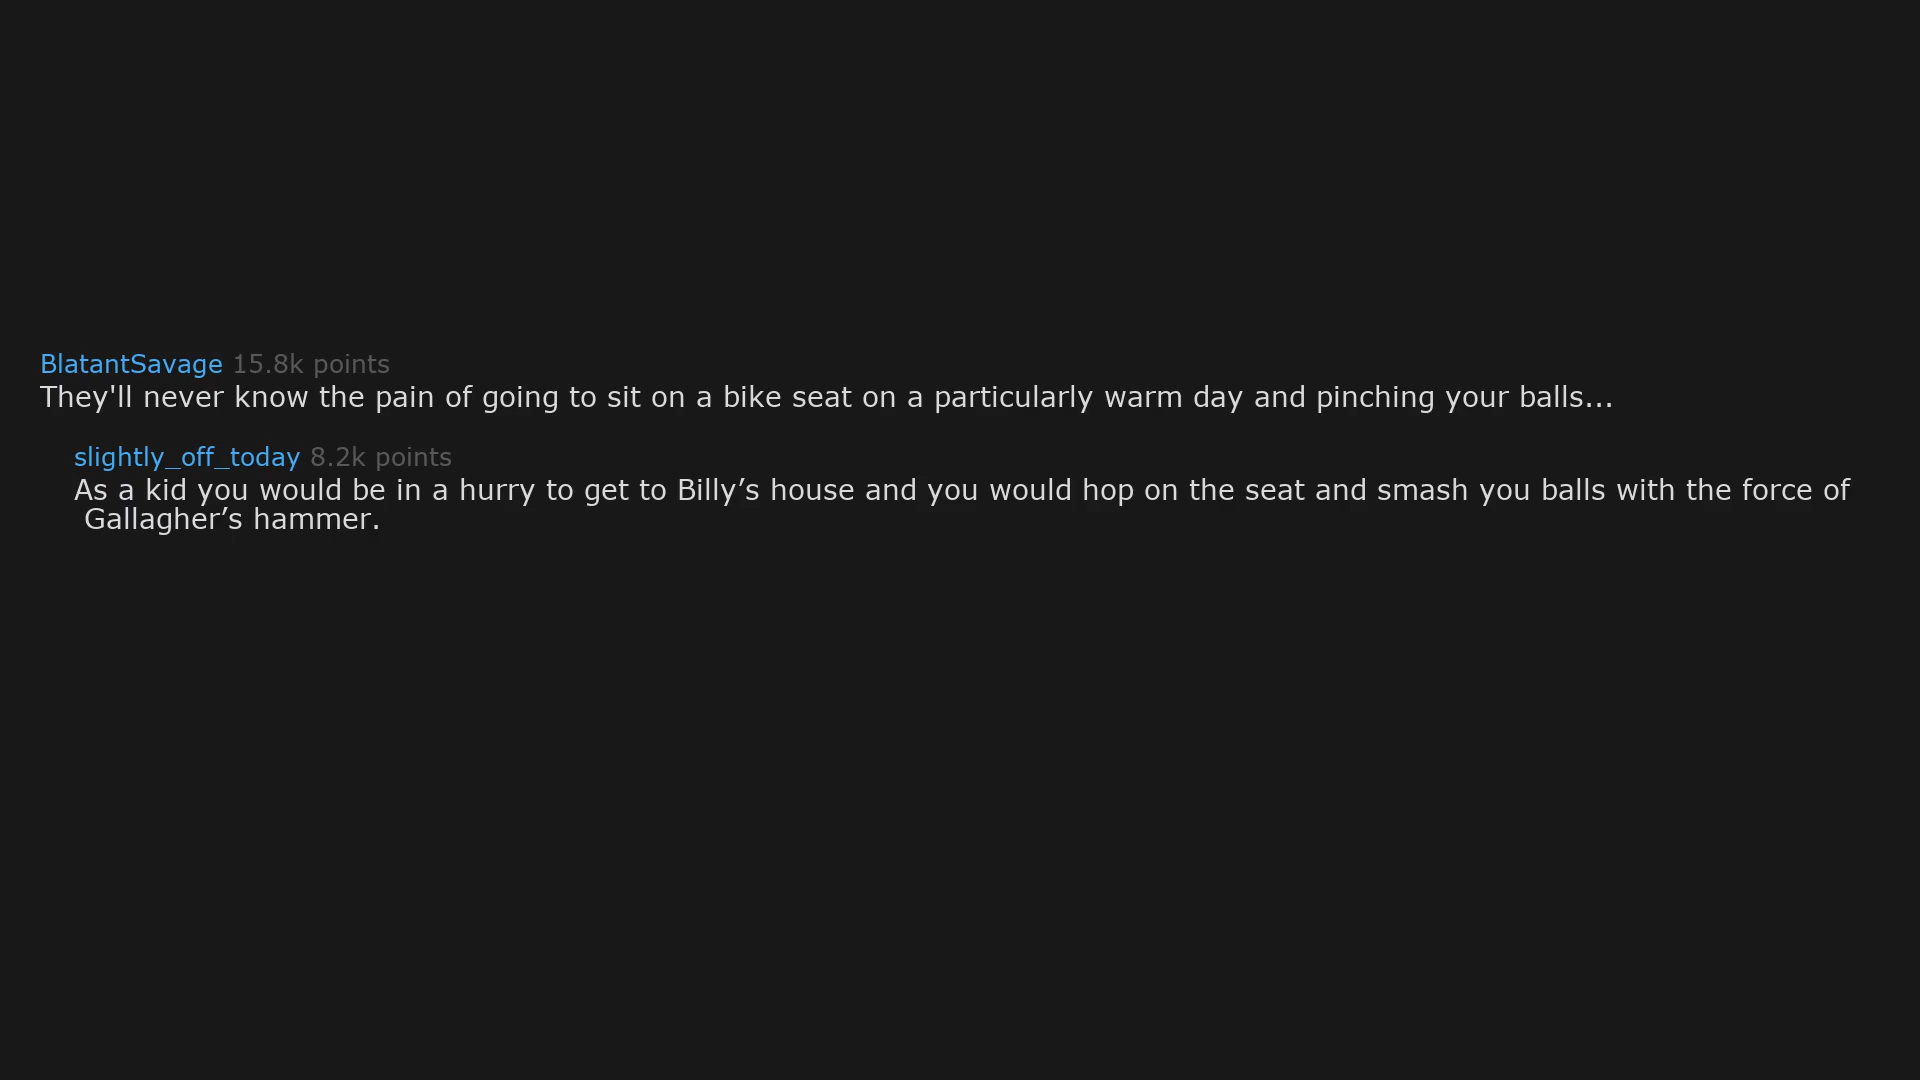 BlatantSavage 15.8k points
They'll never know the pain of going to sit on a bike seat on a particularly warm day and pinching your balls...
slightly_off_today 8.2k points
As a kid you would be in a hurry to get to Billy’s house and you would hop on the seat and smash you balls with the force of
Gallagher’s hammer.